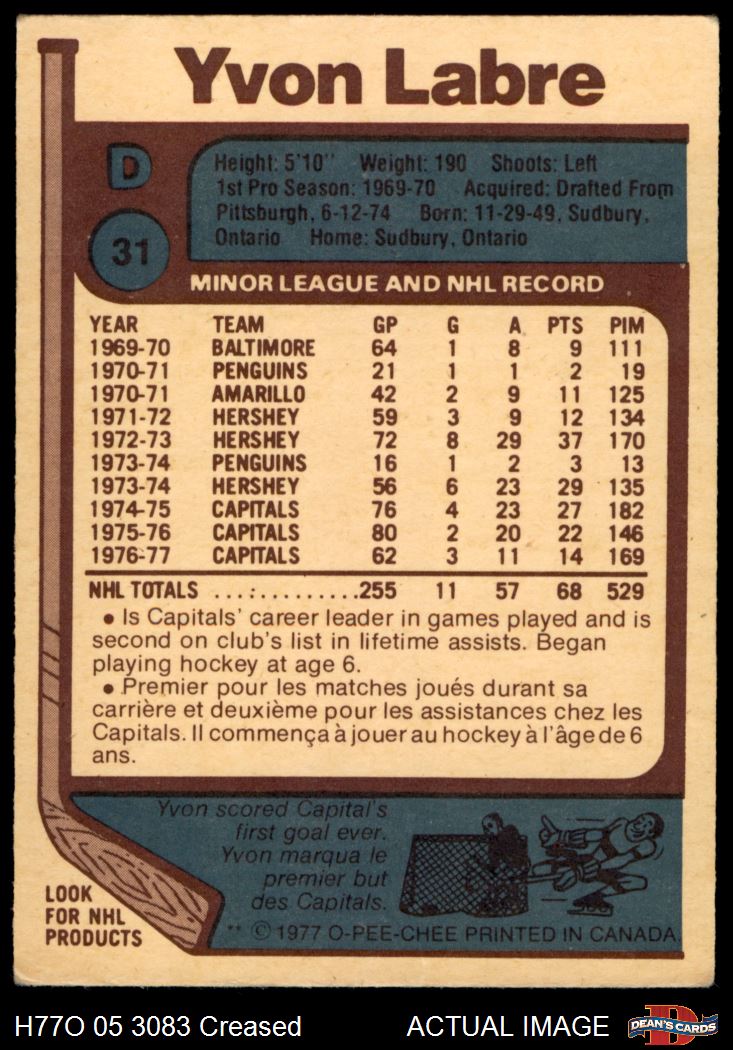 Yvon Labre
D
31
Height: 5'10" Weight: 190 Shoots: Left
1st Pro Season: 1969-70 Acquired: Drafted From
Pittsburgh, 6-12-74 Born: 11-29-49, Sudbury,
Ontario Home: Sudbury, Ontario
MINOR LEAGUE AND NHL RECORD
YEAR TEAM GP G A PTS PIM
1969-70 BALTIMORE 64 1 8 9 111
1970-71 PENGUINS 21 1 1 2 19
1970-71 AMARILLO 42 2 9 11 125
1971-72 HERSHEY 59 3 9 12 134
1972-73 HERSHEY 72 8 29 37 170
1973-74 PENGUINS 16 1 2 3 13
1973-74 HERSHEY 56 6 23 29 135
1974-75 CAPITALS 76 4 23 27 182
1975-76 CAPITALS 80 2 20 22 146
1976-77 CAPITALS 62 3 11 14 169
NHL TOTALS ...:..........255 11 57 68 529
• Is Capitals' career leader in games played and is
second on club's list in lifetime assists. Began
playing hockey at age 6.
• Premier pour les matches joués durant sa
carrière et deuxième pour les assistances chez les
Capitals. Il commença à jouer au hockey à l'âge de 6
ans.
Yvon scored Capital's
first goal ever.
Yvon marqua le
premier but
des Capitals.
LOOK
FOR NHL
PRODUCTS
** © 1977 O-PEE-CHEE PRINTED IN CANADA
H77O 05 3083 Creased ACTUAL IMAGE
D
DEAN'S CARDS